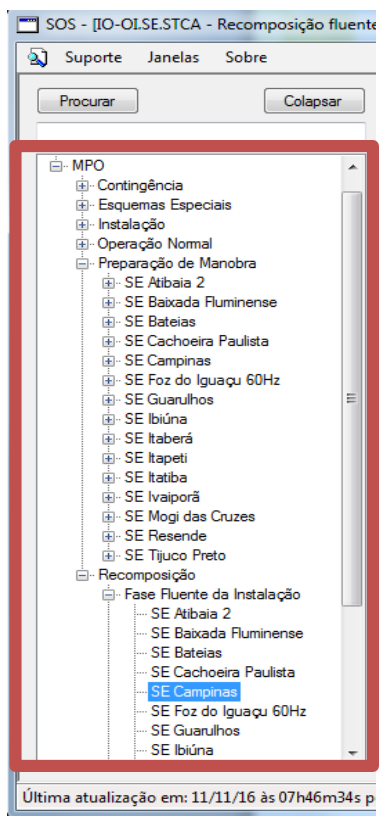 SOS - [IO-OI.SE.STCA - Recomposição fluente
Suporte Janelas Sobre
Procurar Colapsar
MPO
Contingência
Esquemas Especiais
Instalação
Operação Normal
Preparação de Manobra
SE Atibaia 2
SE Baixada Fluminense
SE Bateias
SE Cachoeira Paulista
SE Campinas
SE Foz do Iguaçu 60Hz
SE Guarulhos
SE Ibiúna
SE Itaberá
SE Itapeti
SE Itatiba
SE Ivaiporã
SE Mogi das Cruzes
SE Resende
SE Tijuco Preto
Recomposição
Fase Fluente da Instalação
SE Atibaia 2
SE Baixada Fluminense
SE Bateias
SE Cachoeira Paulista
SE Campinas
SE Foz do Iguaçu 60Hz
SE Guarulhos
SE Ibiúna
Última atualização em: 11/11/16 às 07h46m34s p